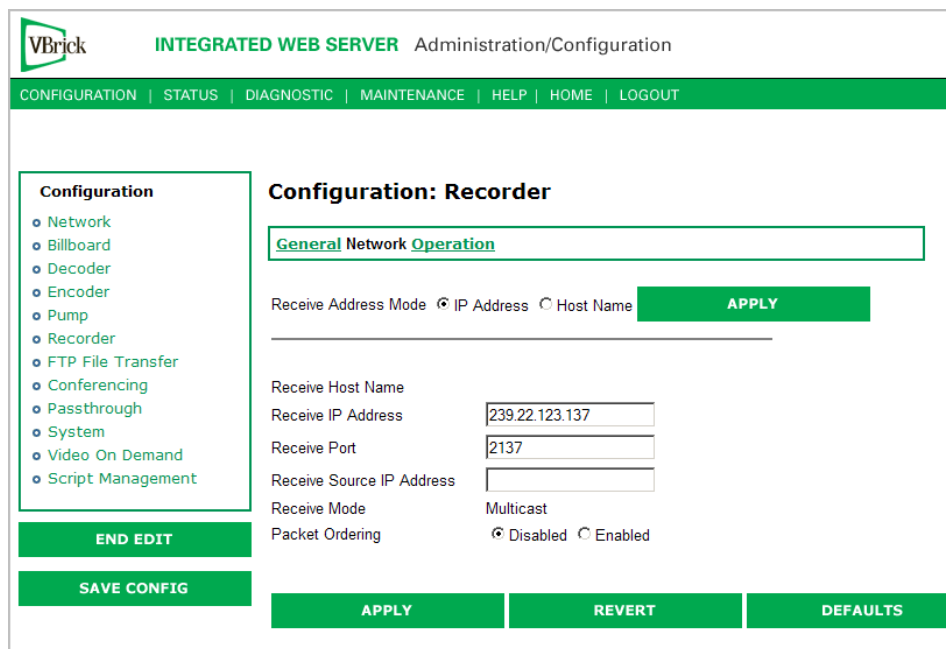 VBrick
INTEGRATED WEB SERVER Administration/Configuration
CONFIGURATION | STATUS | DIAGNOSTIC | MAINTENANCE | HELP | HOME | LOGOUT
Configuration
Network
Billboard
Decoder
Encoder
Pump
Recorder
FTP File Transfer
Conferencing
Passthrough
System
Video On Demand
Script Management
END EDIT
SAVE CONFIG
Configuration: Recorder
General Network Operation
Receive Address Mode IP Address Host Name APPLY
Receive Host Name
Receive IP Address 239.22.123.137
Receive Port 2137
Receive Source IP Address
Receive Mode Multicast
Packet Ordering Disabled Enabled
APPLY REVERT DEFAULTS